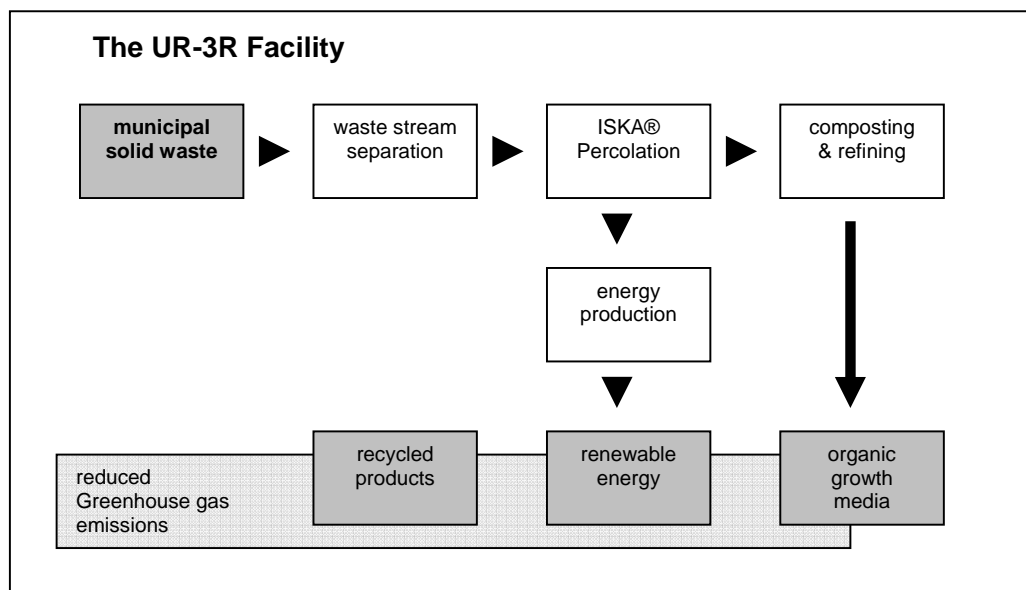 The UR-3R Facility
municipal
solid waste
waste stream
separation
ISKA®
Percolation
composting
& refining
energy
production
recycled
products
renewable
energy
organic
growth
media
reduced
Greenhouse gas
emissions